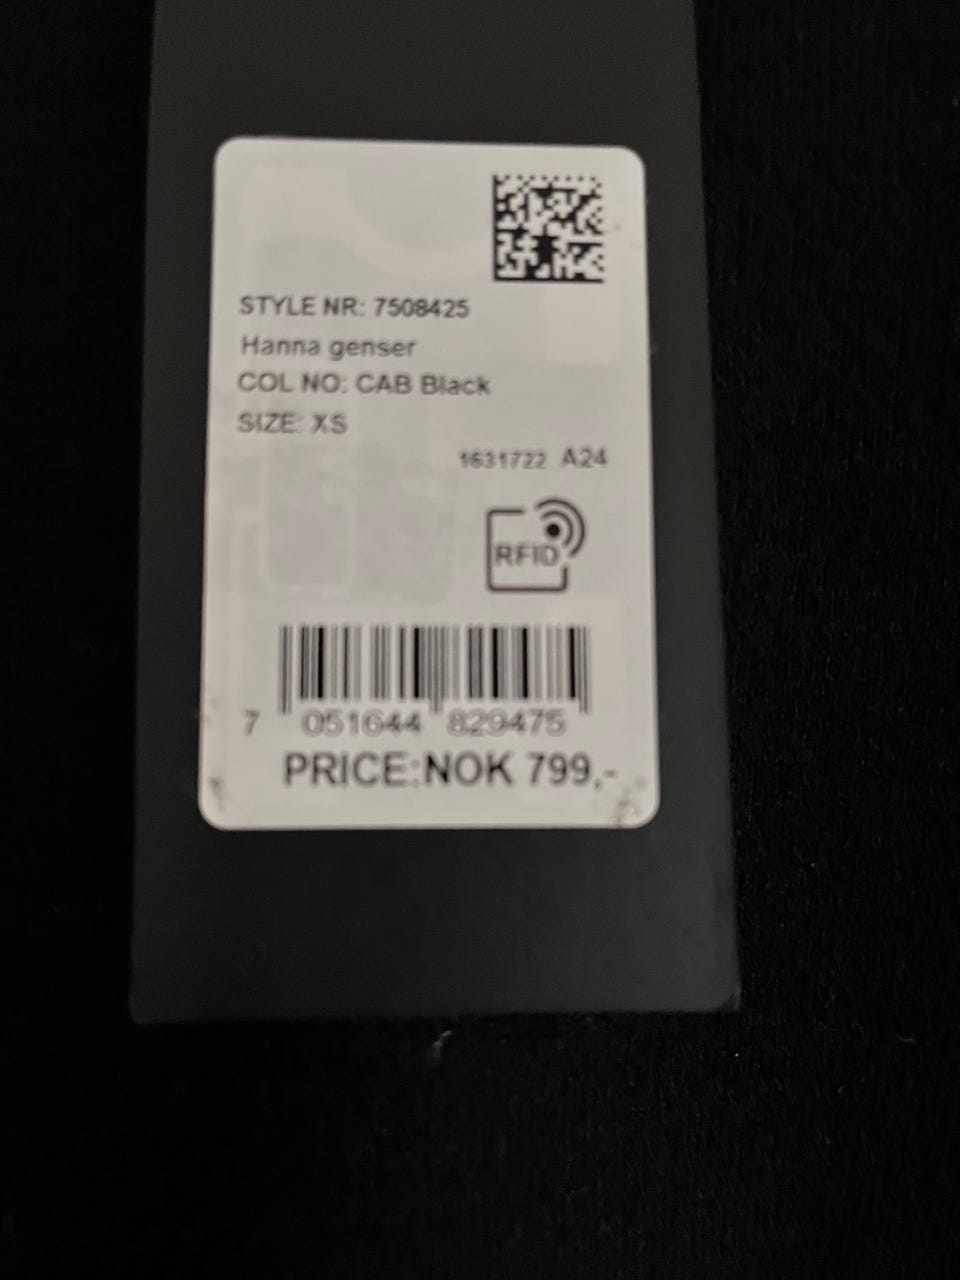 STYLE NR: 7508425
Hanna genser
COL NO: CAB Black
SIZE: XS
1631722 A24
RFID
7 051644 829475
PRICE:NOK 799,-